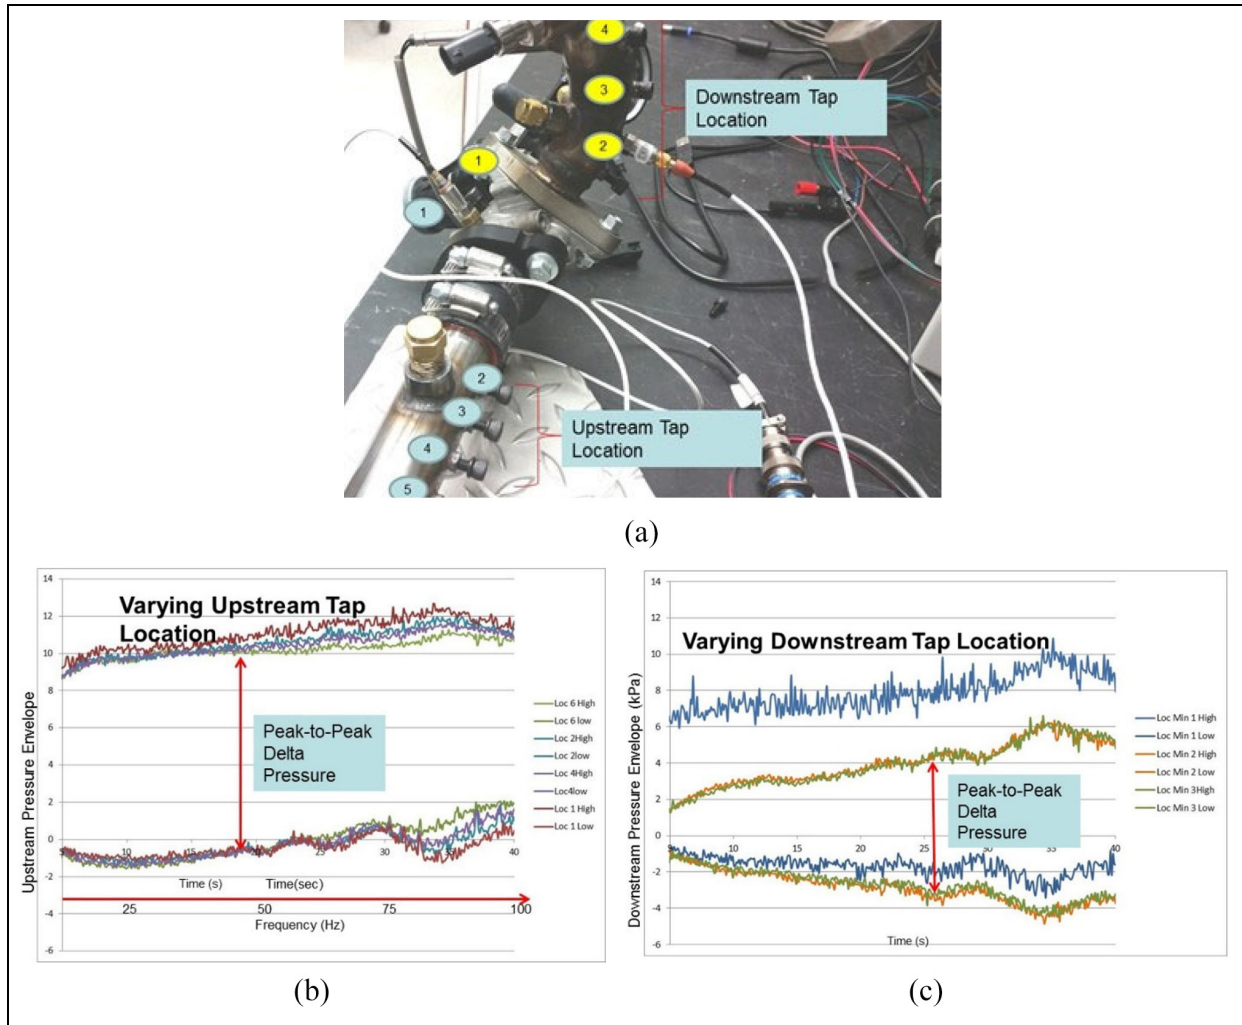 4
3
Downstream Tap
Location
2
1
1
2
3
Upstream Tap
Location
4
5
(a)
14
12
10
8
6
4
2
0
-2
-4
-6
Upstream Pressure Envelope
Varying Upstream Tap
Location
Peak-to-Peak
Delta
Pressure
Loc 6 High
Loc 6 low
Loc 2High
Loc 2low
Loc 4High
Loc4low
Loc 1 High
Loc 1 Low
10
25
30
35
40
Time (s)
Time(sec)
25
50
75
100
Frequency (Hz)
(b)
14
12
10
8
6
4
2
0
-2
-4
-6
Downstream Pressure Envelope (kPa)
Varying Downstream Tap Location
Peak-to-Peak
Delta
Pressure
Loc Min 1 High
Loc Min 1 Low
Loc Min 2 High
Loc Min 2 Low
Loc Min 3High
Loc Min 3 Low
10
15
20
25
30
35
40
Time (s)
(c)